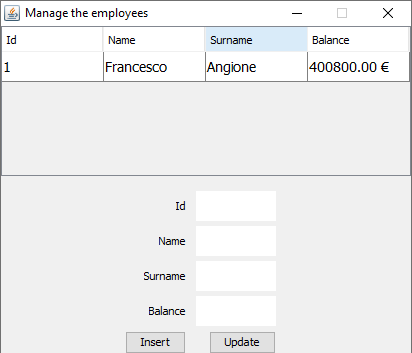 Manage the employees
Id Name Surname Balance
1 Francesco Angione 400800.00 €
Id
Name
Surname
Balance
Insert Update